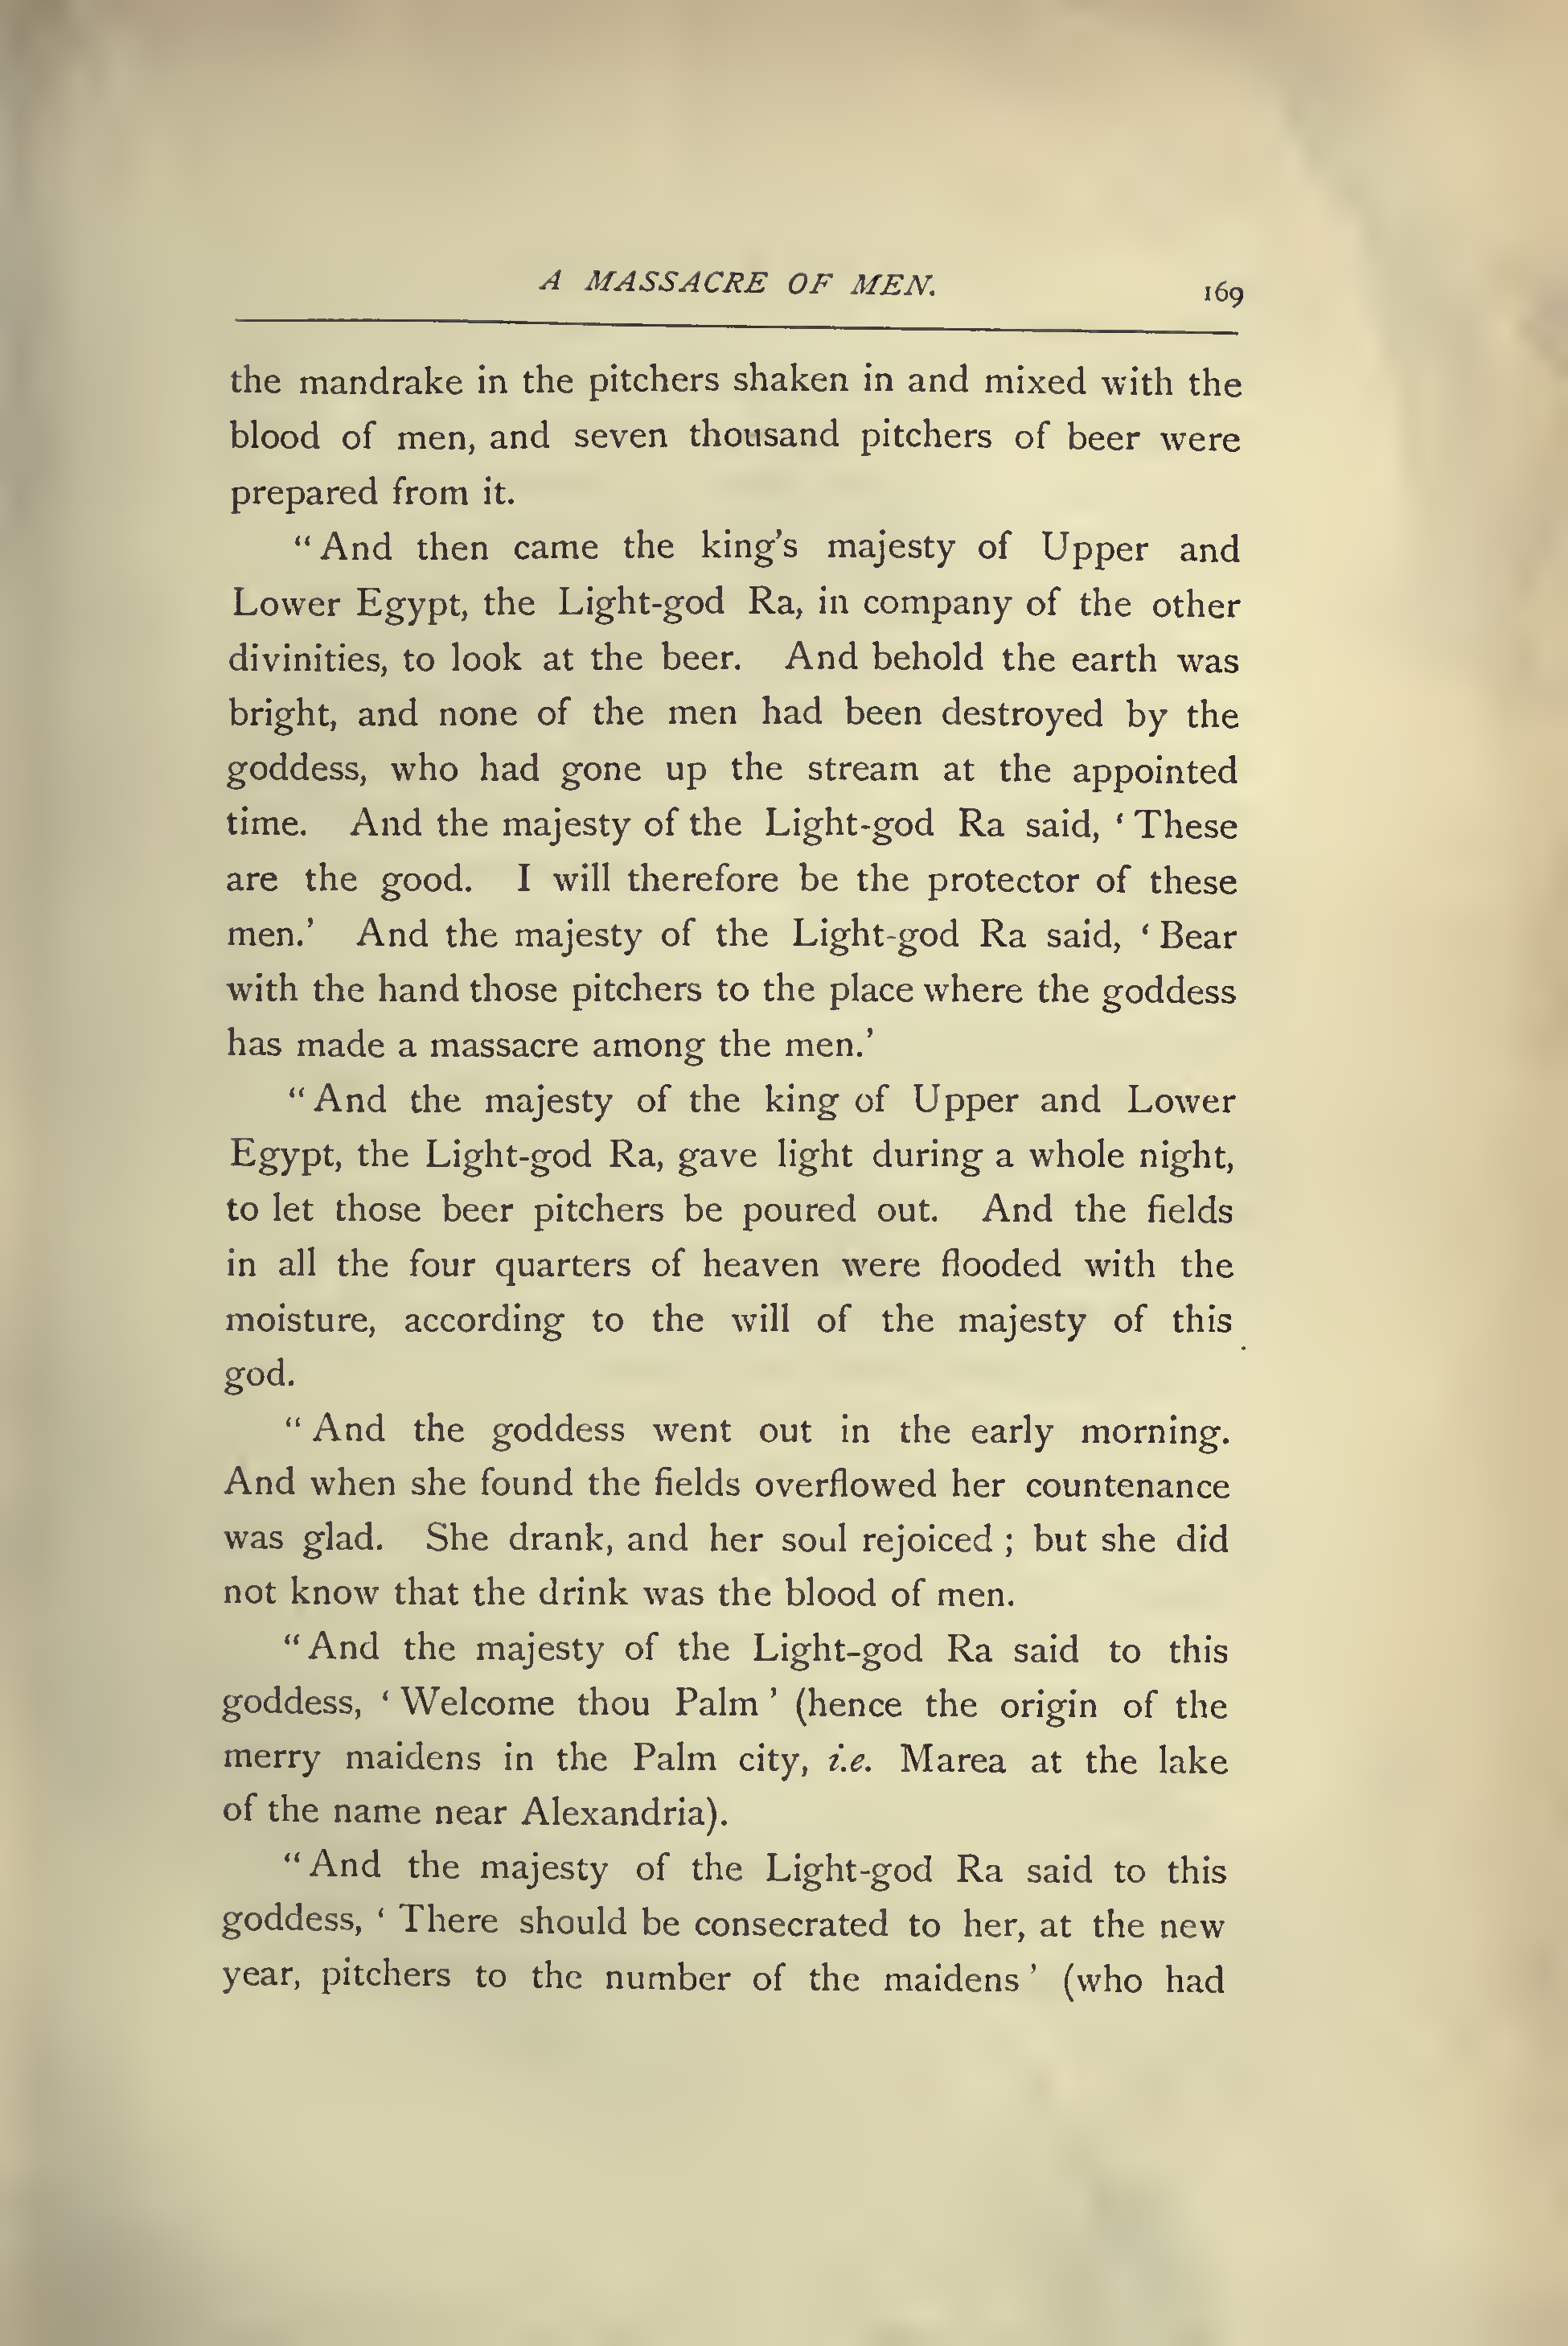 A MASSACRE OF MEN. 169
the mandrake in the pitchers shaken in and mixed with the
blood of men, and seven thousand pitchers of beer were
prepared from it.
“ And then came the king’s majesty of Upper and
Lower Egypt, the Light-god Ra, in company of the other
divinities, to look at the beer. And behold the earth was
bright, and none of the men had been destroyed by the
goddess, who had gone up the stream at the appointed
time. And the majesty of the Light-god Ra said, ‘ These
are the good. I will therefore be the protector of these
men.’ And the majesty of the Light-god Ra said, ‘ Bear
with the hand those pitchers to the place where the goddess
has made a massacre among the men.’
“ And the majesty of the king of Upper and Lower
Egypt, the Light-god Ra, gave light during a whole night,
to let those beer pitchers be poured out. And the fields
in all the four quarters of heaven were flooded with the
moisture, according to the will of the majesty of this
god.
“ And the goddess went out in the early morning.
And when she found the fields overflowed her countenance
was glad. She drank, and her soul rejoiced ; but she did
not know that the drink was the blood of men.
“ And the majesty of the Light-god Ra said to this
goddess, ‘ Welcome thou Palm ’ (hence the origin of the
merry maidens in the Palm city, i.e. Marea at the lake
of the name near Alexandria).
“ And the majesty of the Light-god Ra said to this
goddess, ‘ There should be consecrated to her, at the new
year, pitchers to the number of the maidens ’ (who had